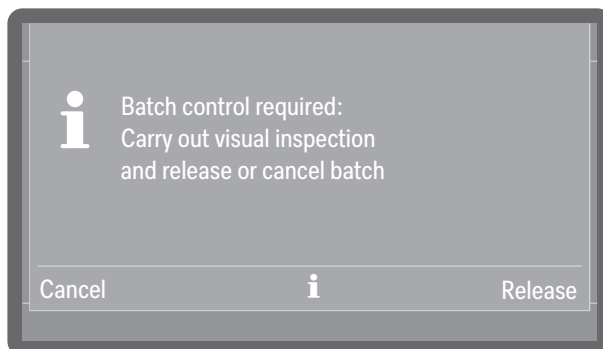 Batch control required:
Carry out visual inspection
and release or cancel batch
Cancel i Release